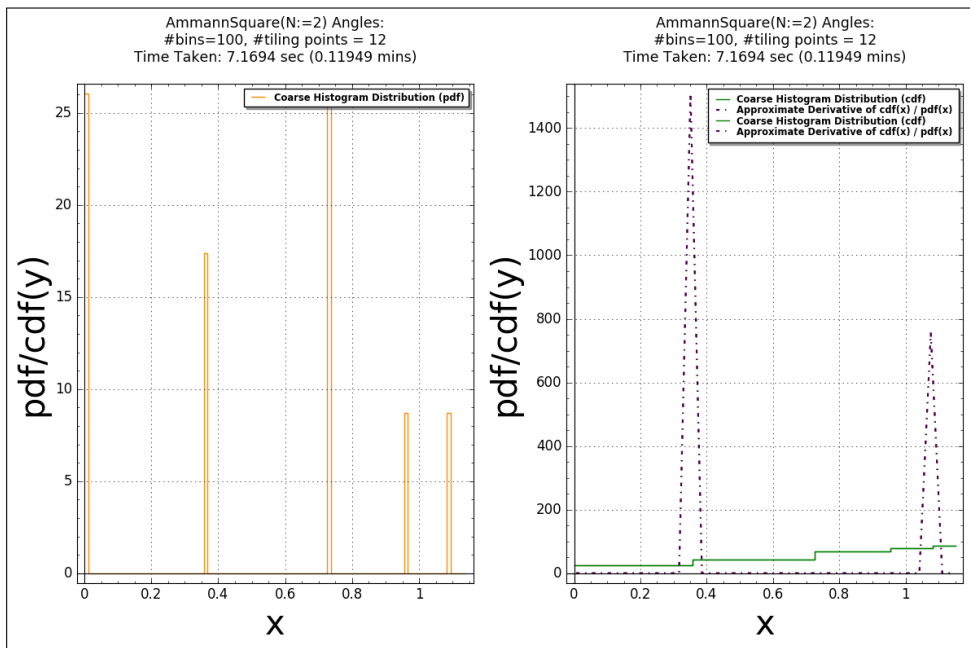 AmmannSquare(N:=2) Angles:
#bins=100, #tiling points = 12
Time Taken: 7.1694 sec (0.11949 mins)
Coarse Histogram Distribution (pdf)
25
20
15
10
5
0
pdf/cdf(y)
0
0.2
0.4
0.6
0.8
1
x
AmmannSquare(N:=2) Angles:
#bins=100, #tiling points = 12
Time Taken: 7.1694 sec (0.11949 mins)
Coarse Histogram Distribution (cdf)
Approximate Derivative of cdf(x) / pdf(x)
Coarse Histogram Distribution (cdf)
Approximate Derivative of cdf(x) / pdf(x)
1400
1200
1000
800
600
400
200
0
pdf/cdf(y)
0
0.2
0.4
0.6
0.8
1
x